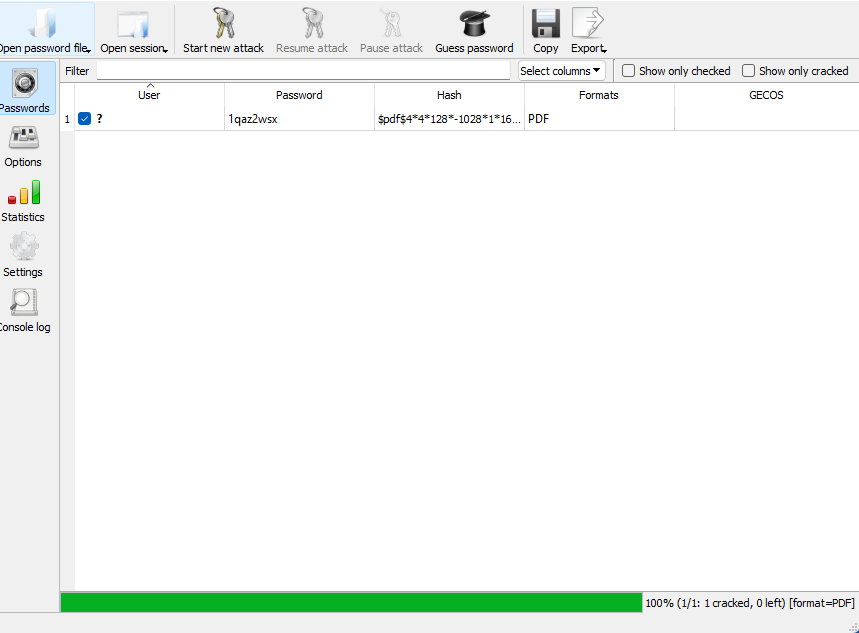 Open password file Open session Start new attack Resume attack Pause attack Guess password Copy Export
Filter Select columns Show only checked Show only cracked
Passwords
User Password Hash Formats GECOS
1 ? 1qaz2wsx $pdf$4*4*128*-1028*1*16... PDF
Options
Statistics
Settings
Console log
100% (1/1: 1 cracked, 0 left) [format=PDF]